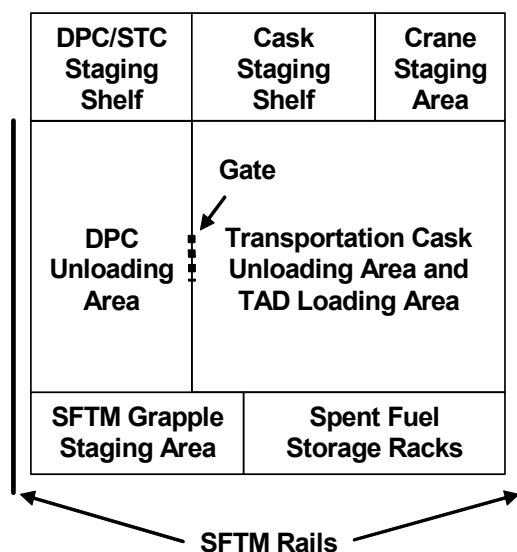 DPC/STC
Staging
Shelf
Cask
Staging
Shelf
Crane
Staging
Area
Gate
DPC
Unloading
Area
Transportation Cask
Unloading Area and
TAD Loading Area
SFTM Grapple
Staging Area
Spent Fuel
Storage Racks
SFTM Rails